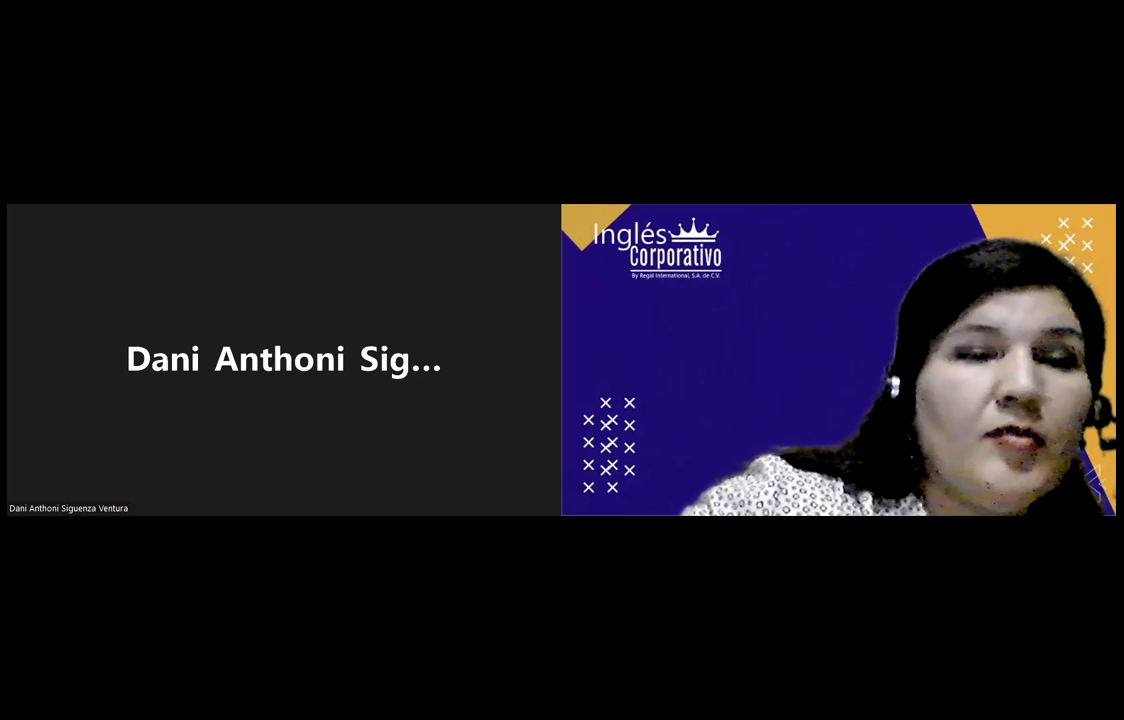 Dani Anthoni Sig...
Dani Anthoni Siguenza Ventura
Inglés
Corporativo
By Regal International, S.A. de C.V.